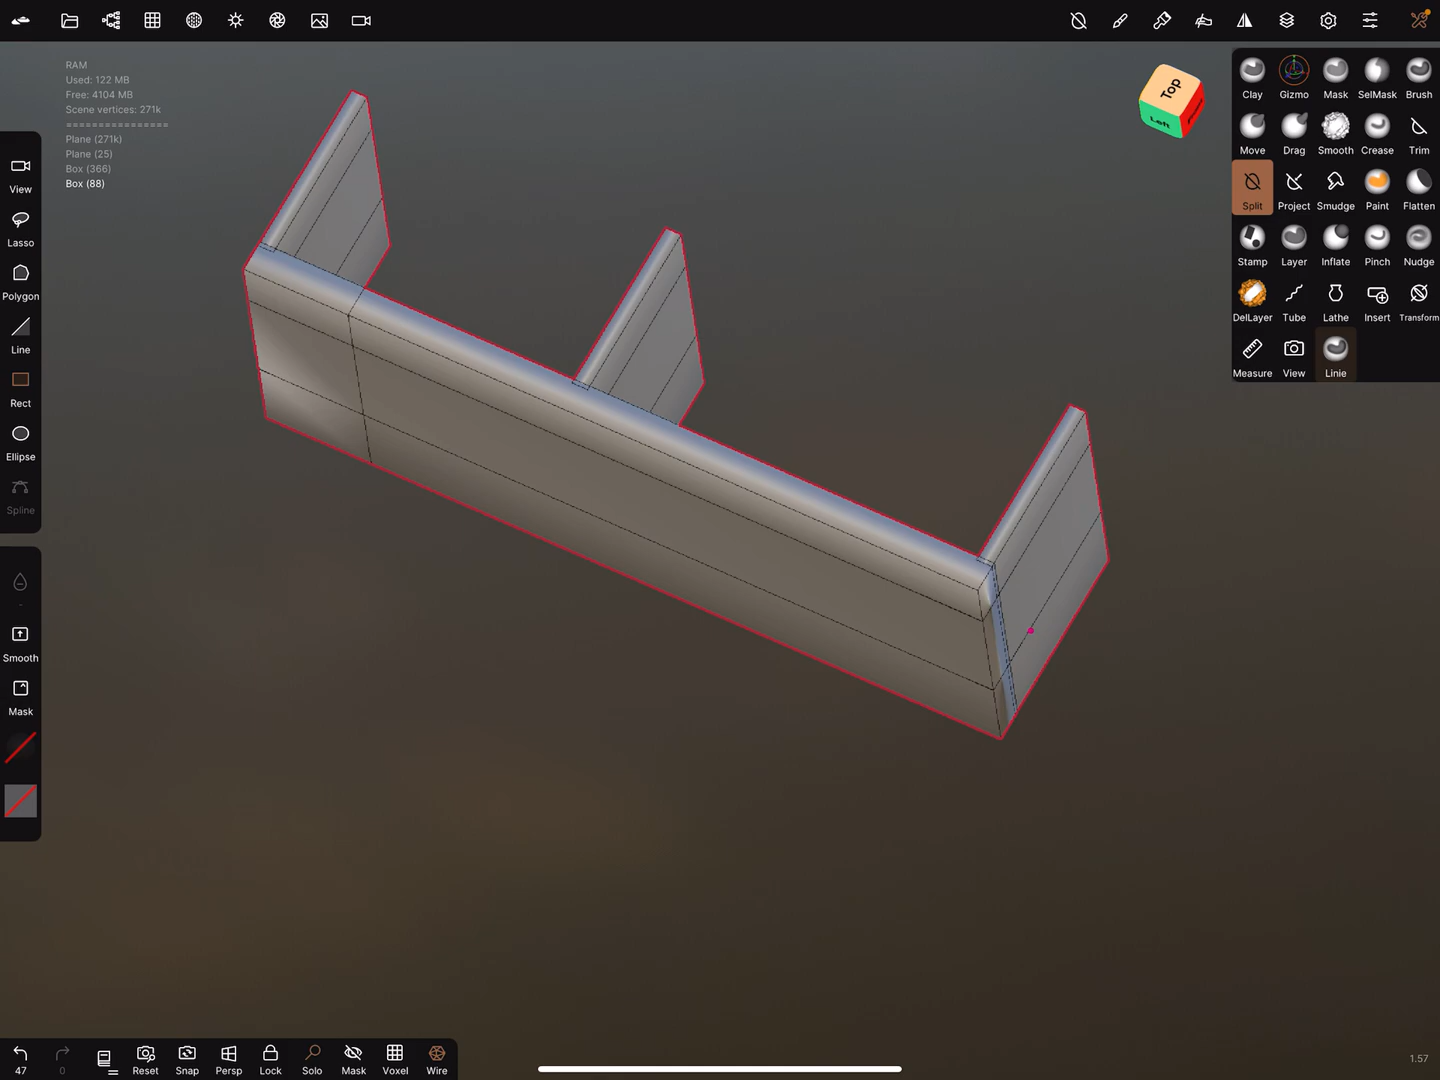 RAM
Used: 122 MB
Free: 4104 MB
Scene vertices: 271k
================
Plane (271k)
Plane (25)
Box (366)
Box (88)
View
Lasso
Polygon
Line
Rect
Ellipse
Spline
-
Smooth
Mask
Top
Left
Clay Gizmo Mask SelMask Brush
Move Drag Smooth Crease Trim
Split Project Smudge Paint Flatten
Stamp Layer Inflate Pinch Nudge
DelLayer Tube Lathe Insert Transform
Measure View Linie
47 0 Reset Snap Persp Lock Solo Mask Voxel Wire
1.57